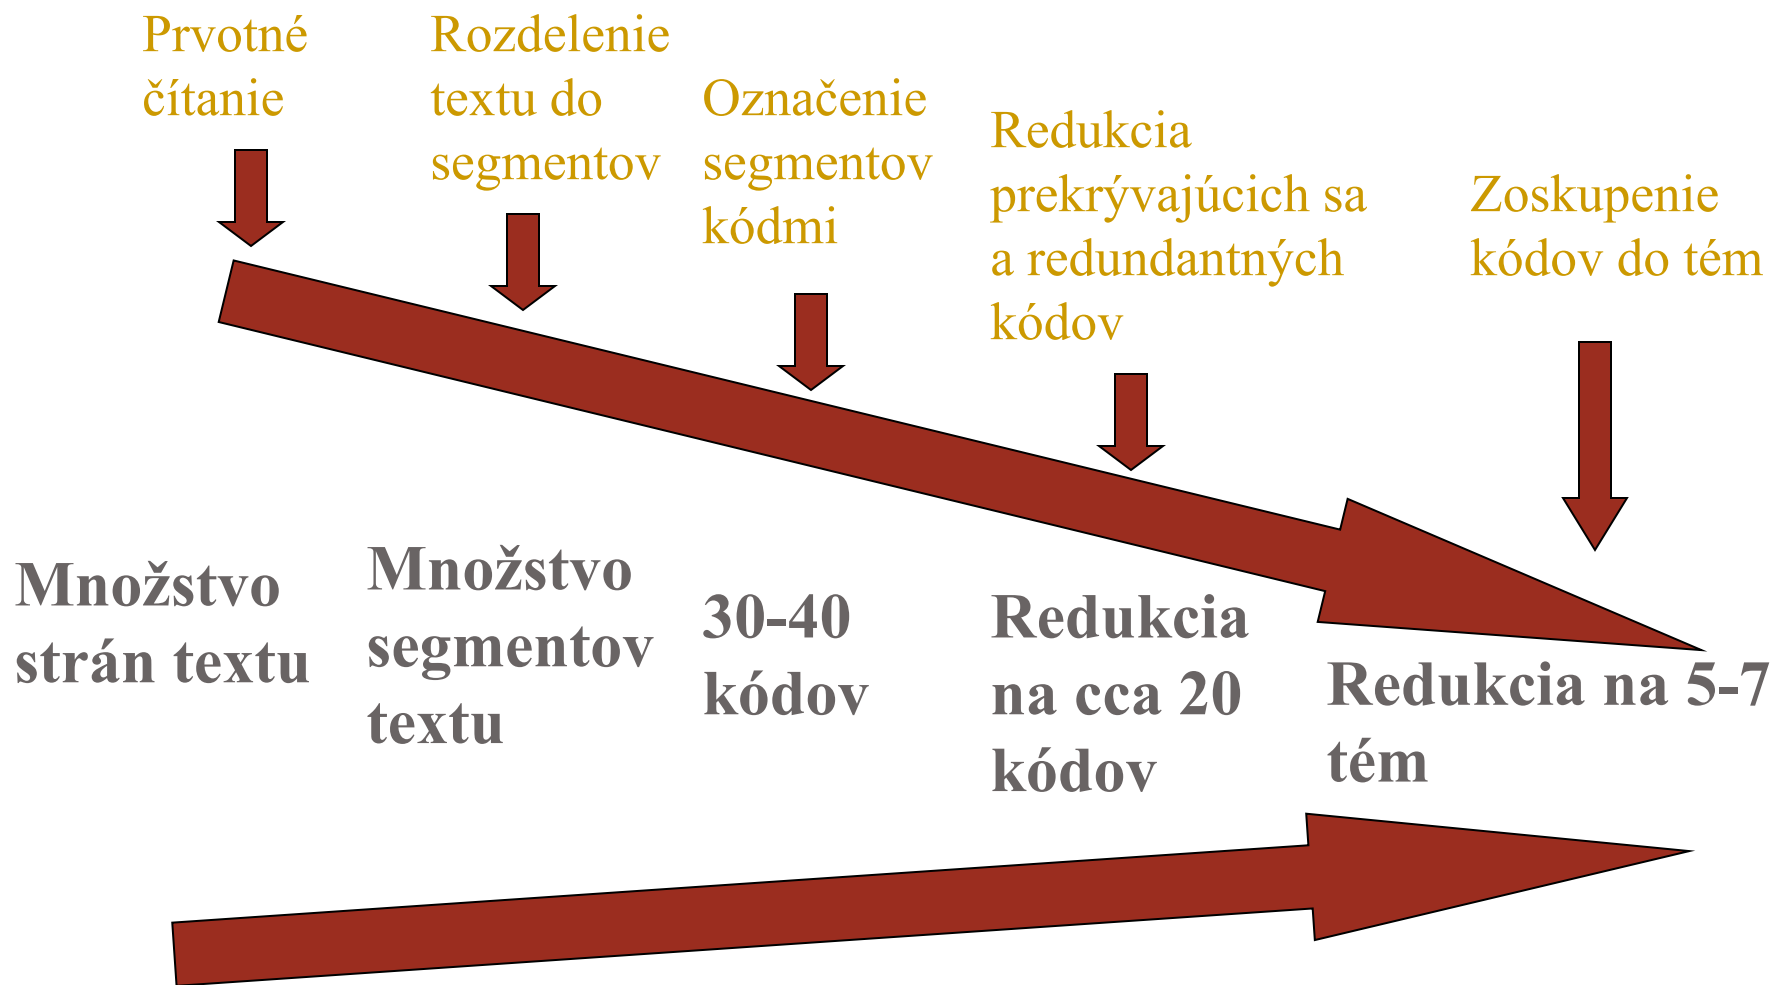 Prvotné
čítanie
Rozdelenie
textu do
segmentov
Označenie
segmentov
kódmi
Redukcia
prekrývajúcich sa
a redundantných
kódov
Zoskupenie
kódov do tém
Množstvo
strán textu
Množstvo
segmentov
textu
30-40
kódov
Redukcia
na cca 20
kódov
Redukcia na 5-7
tém